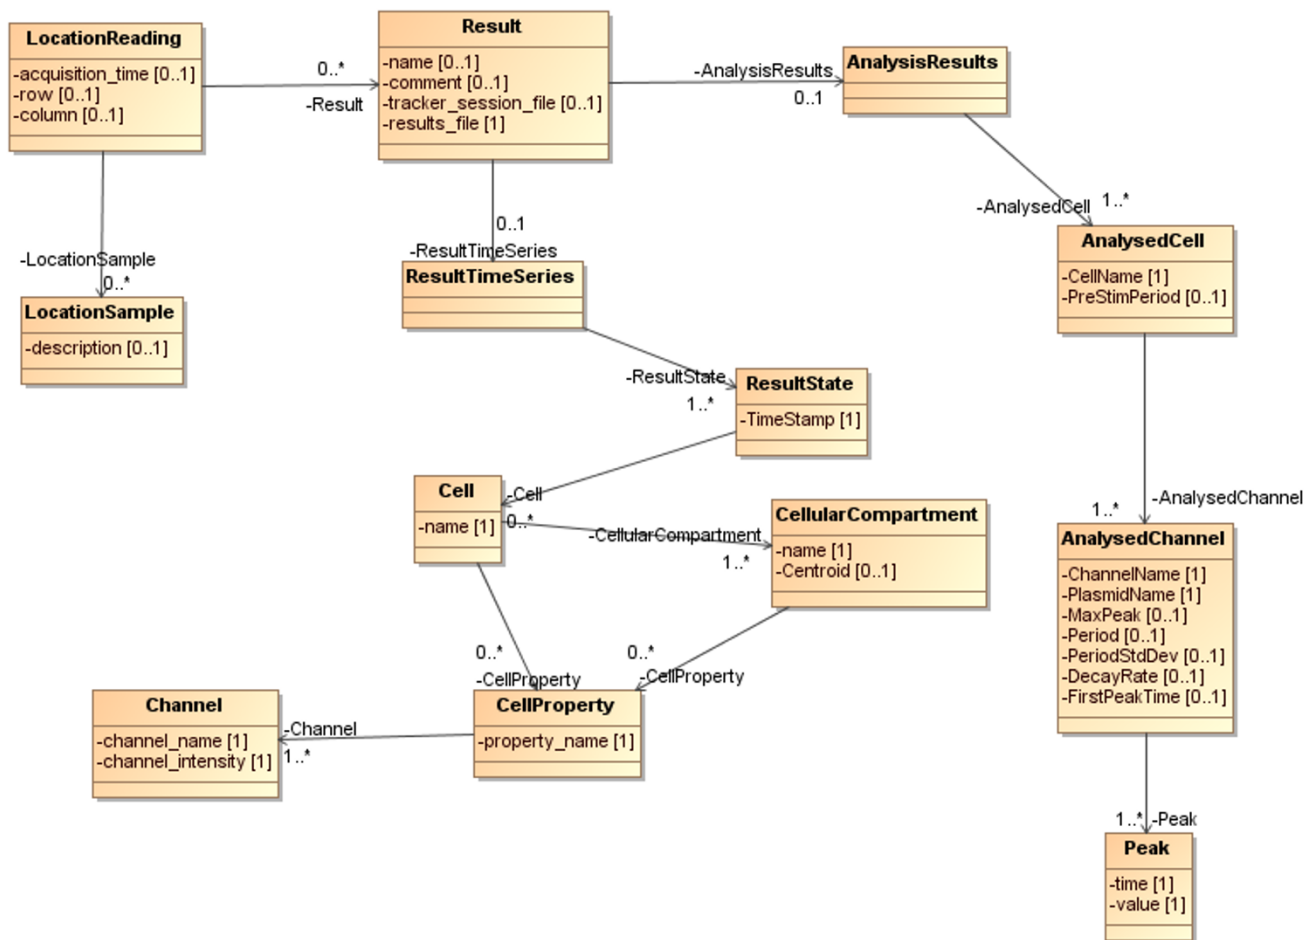 LocationReading
-acquisition_time [0..1]
-row [0..1]
-column [0..1]
0..*
-Result
Result
-name [0..1]
-comment [0..1]
-tracker_session_file [0..1]
-results_file [1]
-AnalysisResults
0..1
AnalysisResults
-AnalysedCell
1..*
AnalysedCell
-CellName [1]
-PreStimPeriod [0..1]
-LocationSample
0..*
LocationSample
-description [0..1]
0..1
-ResultTimeSeries
ResultTimeSeries
-ResultState
1..*
ResultState
-TimeStamp [1]
-Cell
0..*
Cell
-name [1]
-CellularCompartment
1..*
CellularCompartment
-name [1]
-Centroid [0..1]
-AnalysedChannel
1..*
AnalysedChannel
-ChannelName [1]
-PlasmidName [1]
-MaxPeak [0..1]
-Period [0..1]
-PeriodStdDev [0..1]
-DecayRate [0..1]
-FirstPeakTime [0..1]
0..*
-CellProperty
0..*
-CellProperty
CellProperty
-property_name [1]
-Channel
1..*
Channel
-channel_name [1]
-channel_intensity [1]
1..*
-Peak
Peak
-time [1]
-value [1]